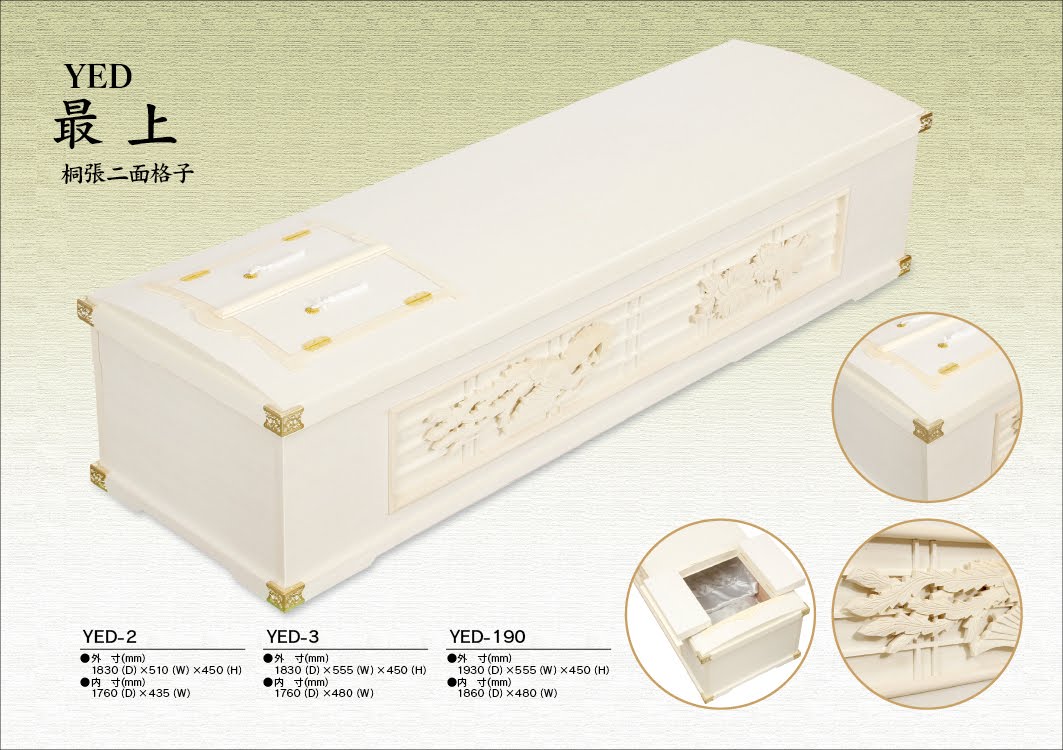 YED
最上
桐張二面格子
YED-2
●外　寸(mm)
1830 (D) ×510 (W) ×450 (H)
●内　寸(mm)
1760 (D) ×435 (W)
YED-3
●外　寸(mm)
1830 (D) ×555 (W) ×450 (H)
●内　寸(mm)
1760 (D) ×480 (W)
YED-190
●外　寸(mm)
1930 (D) ×555 (W) ×450 (H)
●内　寸(mm)
1860 (D) ×480 (W)